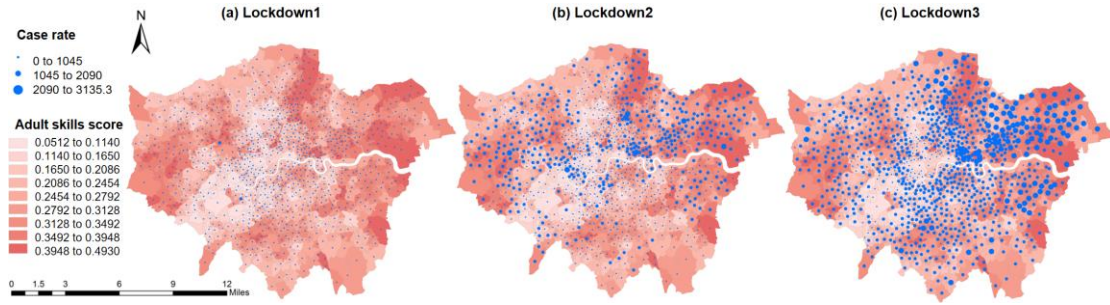 (a) Lockdown1
(b) Lockdown2
(c) Lockdown3
N
Case rate
0 to 1045
1045 to 2090
2090 to 3135.3
Adult skills score
0.0512 to 0.1140
0.1140 to 0.1650
0.1650 to 0.2086
0.2086 to 0.2454
0.2454 to 0.2792
0.2792 to 0.3128
0.3128 to 0.3492
0.3492 to 0.3948
0.3948 to 0.4930
0 1.5 3 6 9 12
Miles